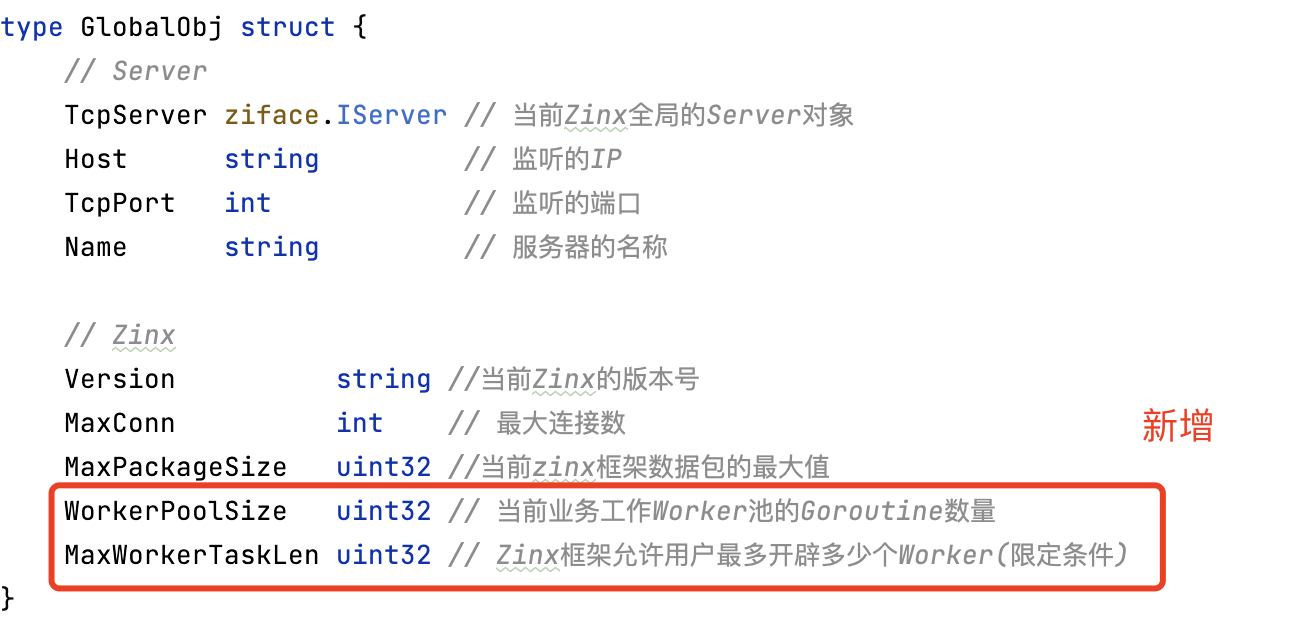 type GlobalObj struct {
// Server
TcpServer ziface.IServer // 当前Zinx全局的Server对象
Host string // 监听的IP
TcpPort int // 监听的端口
Name string // 服务器的名称
// Zinx
Version string //当前Zinx的版本号
MaxConn int // 最大连接数
新增
MaxPackageSize uint32 //当前zinx框架数据包的最大值
WorkerPoolSize uint32 // 当前业务工作Worker池的Goroutine数量
MaxWorkerTaskLen uint32 // Zinx框架允许用户最多开辟多少个Worker(限定条件)
}